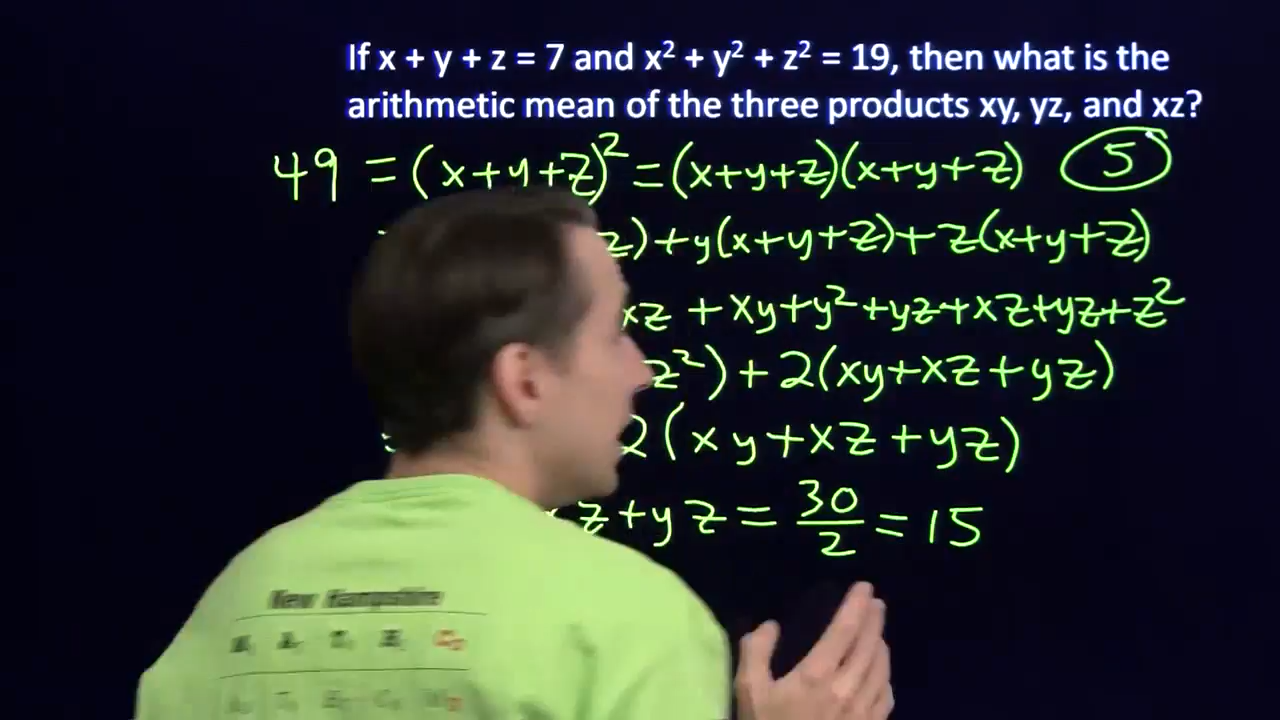 If x + y + z = 7 and x² + y² + z² = 19, then what is the
arithmetic mean of the three products xy, yz, and xz?
49 = (x+y+z)² = (x+y+z)(x+y+z) 5
z)+y(x+y+z)+z(x+y+z)
xz + xy+y²+yz+xz+yz+z²
z²)+2(xy+xz+yz)
2(xy+xz+yz)
z+yz = 30/2 = 15
New Hampshire